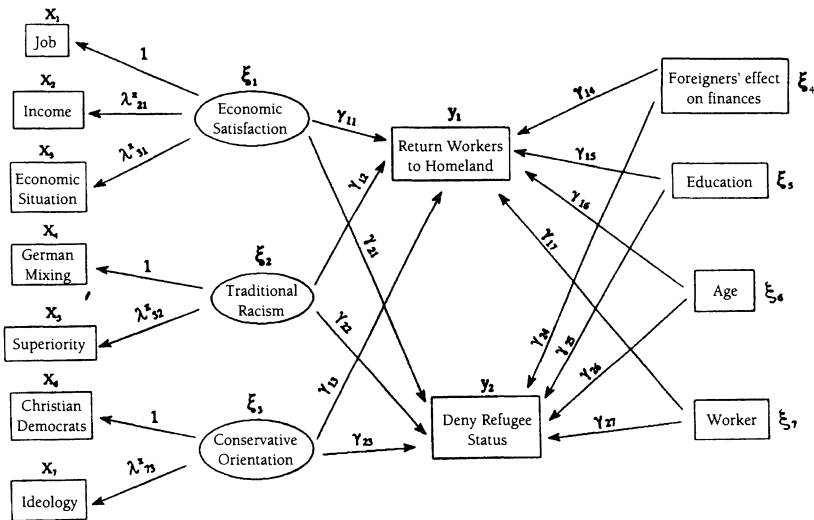 X₁
Job
1
X₂
Income
λˣ₂₁
X₃
Economic
Situation
λˣ₃₁
ξ₁
Economic
Satisfaction
X₄
German
Mixing
1
X₅
Superiority
λˣ₅₂
ξ₂
Traditional
Racism
X₆
Christian
Democrats
1
X₇
Ideology
λˣ₇₃
ξ₃
Conservative
Orientation
γ₁₁
γ₁₂
γ₁₃
γ₂₁
γ₂₂
γ₂₃
y₁
Return Workers
to Homeland
y₂
Deny Refugee
Status
γ₁₄
γ₁₅
γ₁₆
γ₁₇
γ₂₄
γ₂₅
γ₂₆
γ₂₇
Foreigners' effect
on finances
ξ₄
Education
ξ₅
Age
ξ₆
Worker
ξ₇